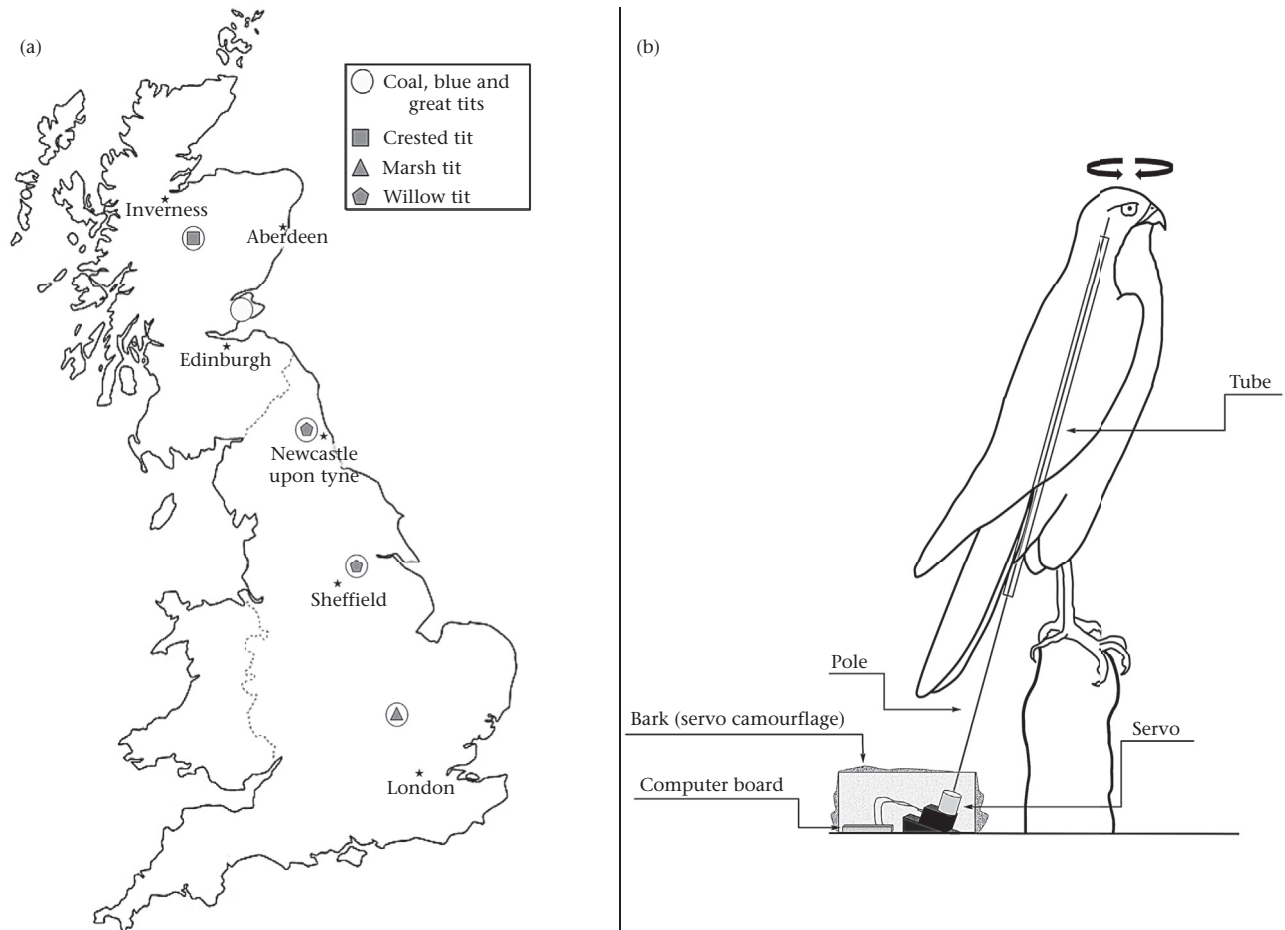 (a)
Coal, blue and
great tits
Crested tit
Marsh tit
Willow tit
Inverness
Aberdeen
Edinburgh
Newcastle
upon tyne
Sheffield
London
(b)
Tube
Pole
Bark (servo camourflage)
Servo
Computer board